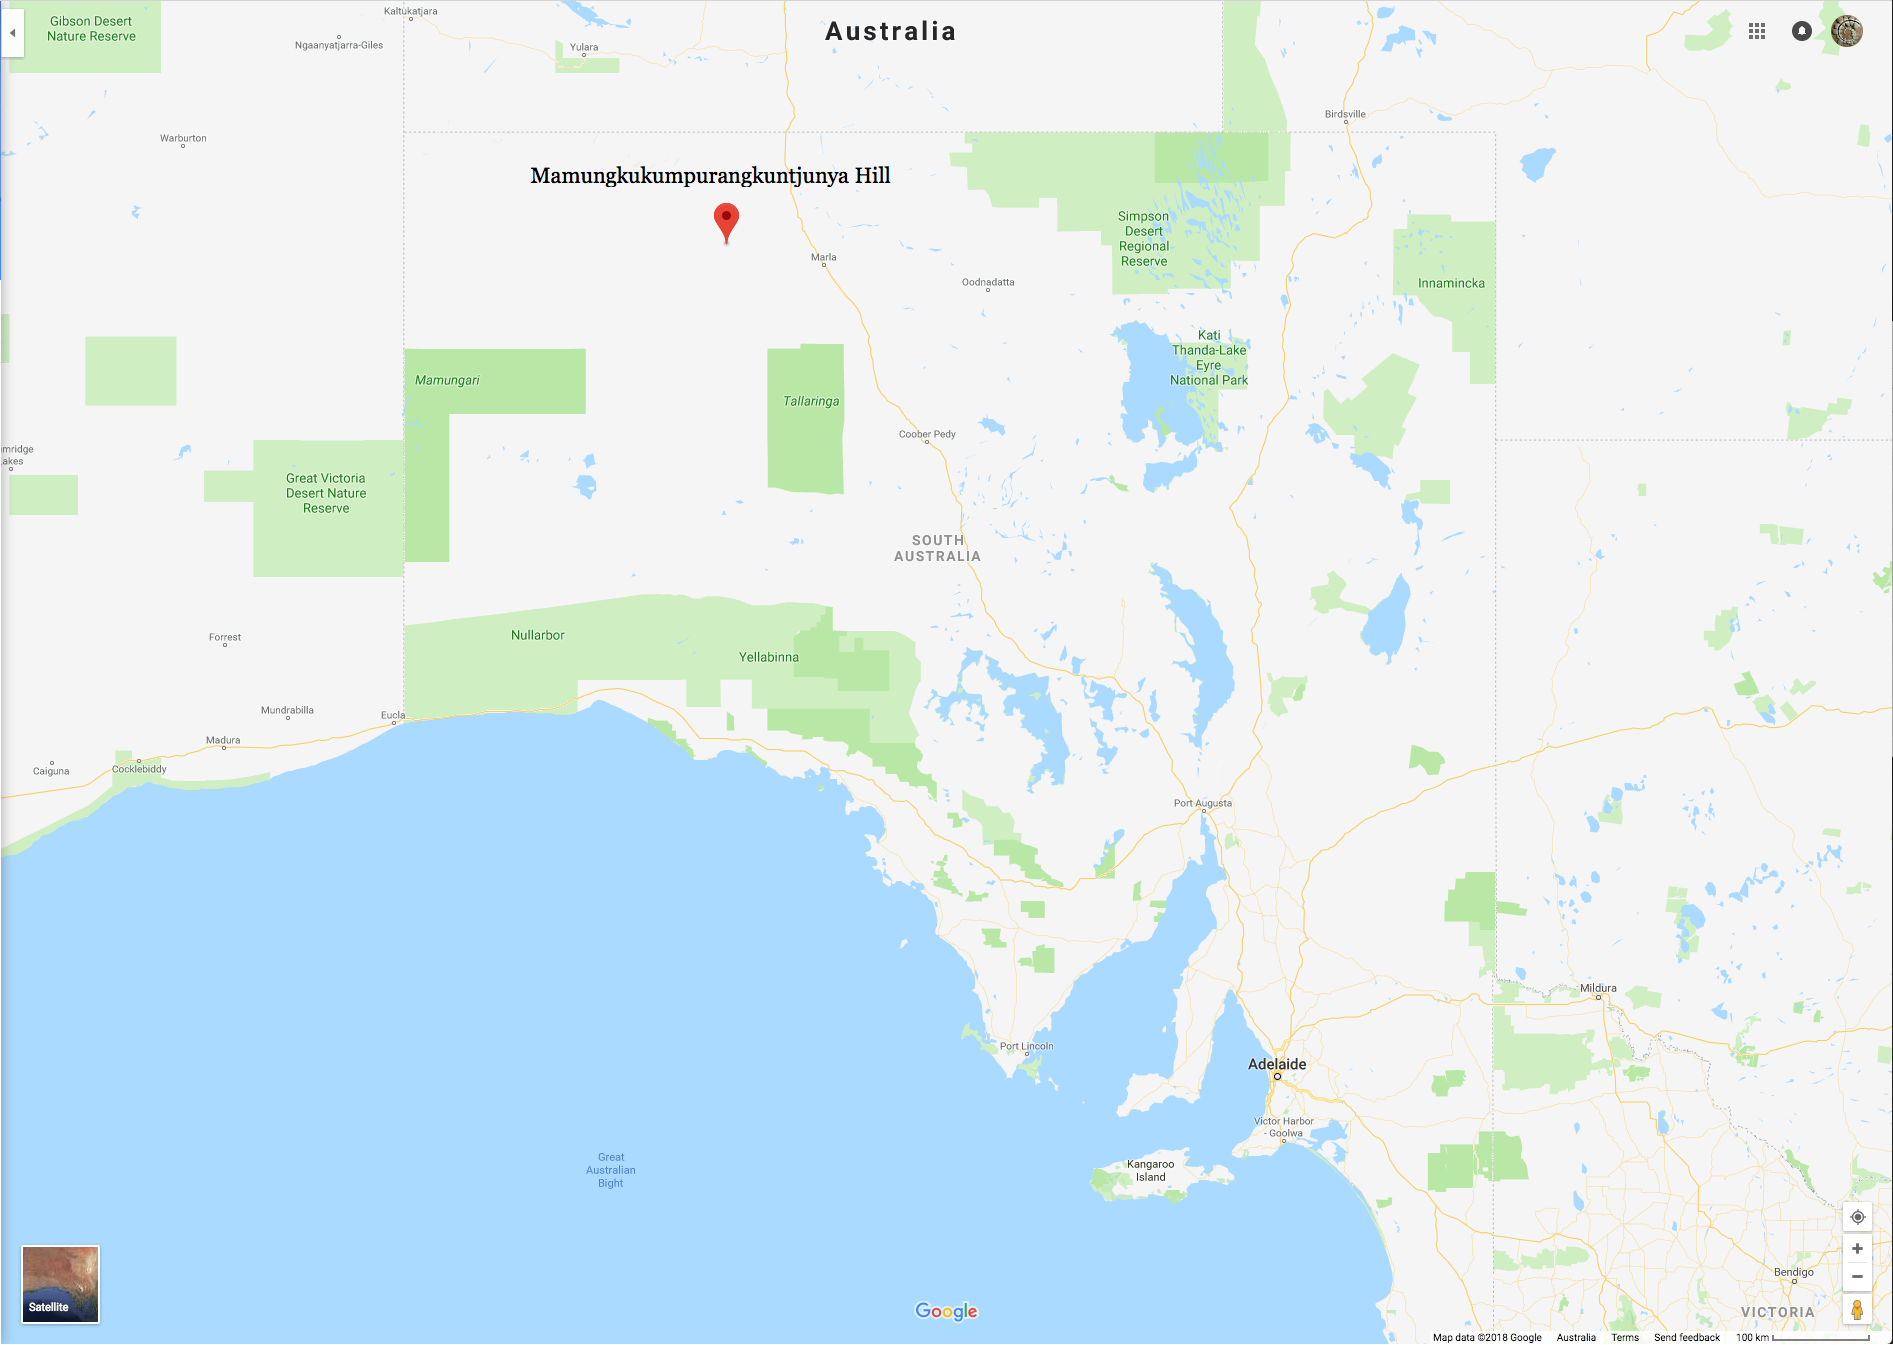 Gibson Desert
Nature Reserve
Kaltukatjara
Ngaanyatjarra-Giles
Yulara
Australia
Birdsville
Warburton
Mamungkukumpurangkuntjunya Hill
Simpson
Desert
Regional
Reserve
Marla
Oodnadatta
Innamincka
Kati
Thanda-Lake
Eyre
National Park
Mamungari
Tallaringa
Coober Pedy
Great Victoria
Desert Nature
Reserve
SOUTH
AUSTRALIA
Forrest
Nullarbor
Yellabinna
Mundrabilla
Eucla
Madura
Caiguna
Cocklebiddy
Port Augusta
Mildura
Port Lincoln
Adelaide
Victor Harbor
- Goolwa
Great
Australian
Bight
Kangaroo
Island
Bendigo
VICTORIA
Satellite
Google
Map data ©2018 Google Australia Terms Send feedback 100 km